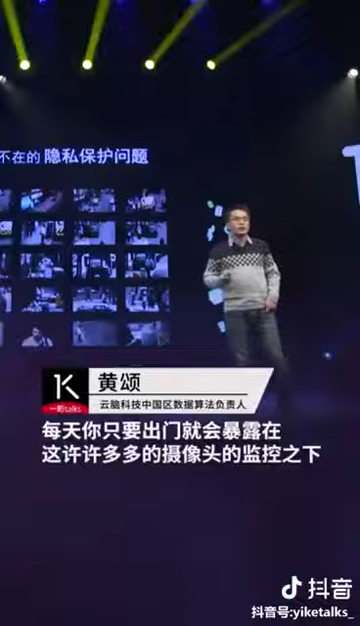 不在的 隐私保护问题
1K
一刻talks
黄颂
云脑科技中国区数据算法负责人
每天你只要出门就会暴露在
这许许多多的摄像头的监控之下
抖音
抖音号:yiketalks_